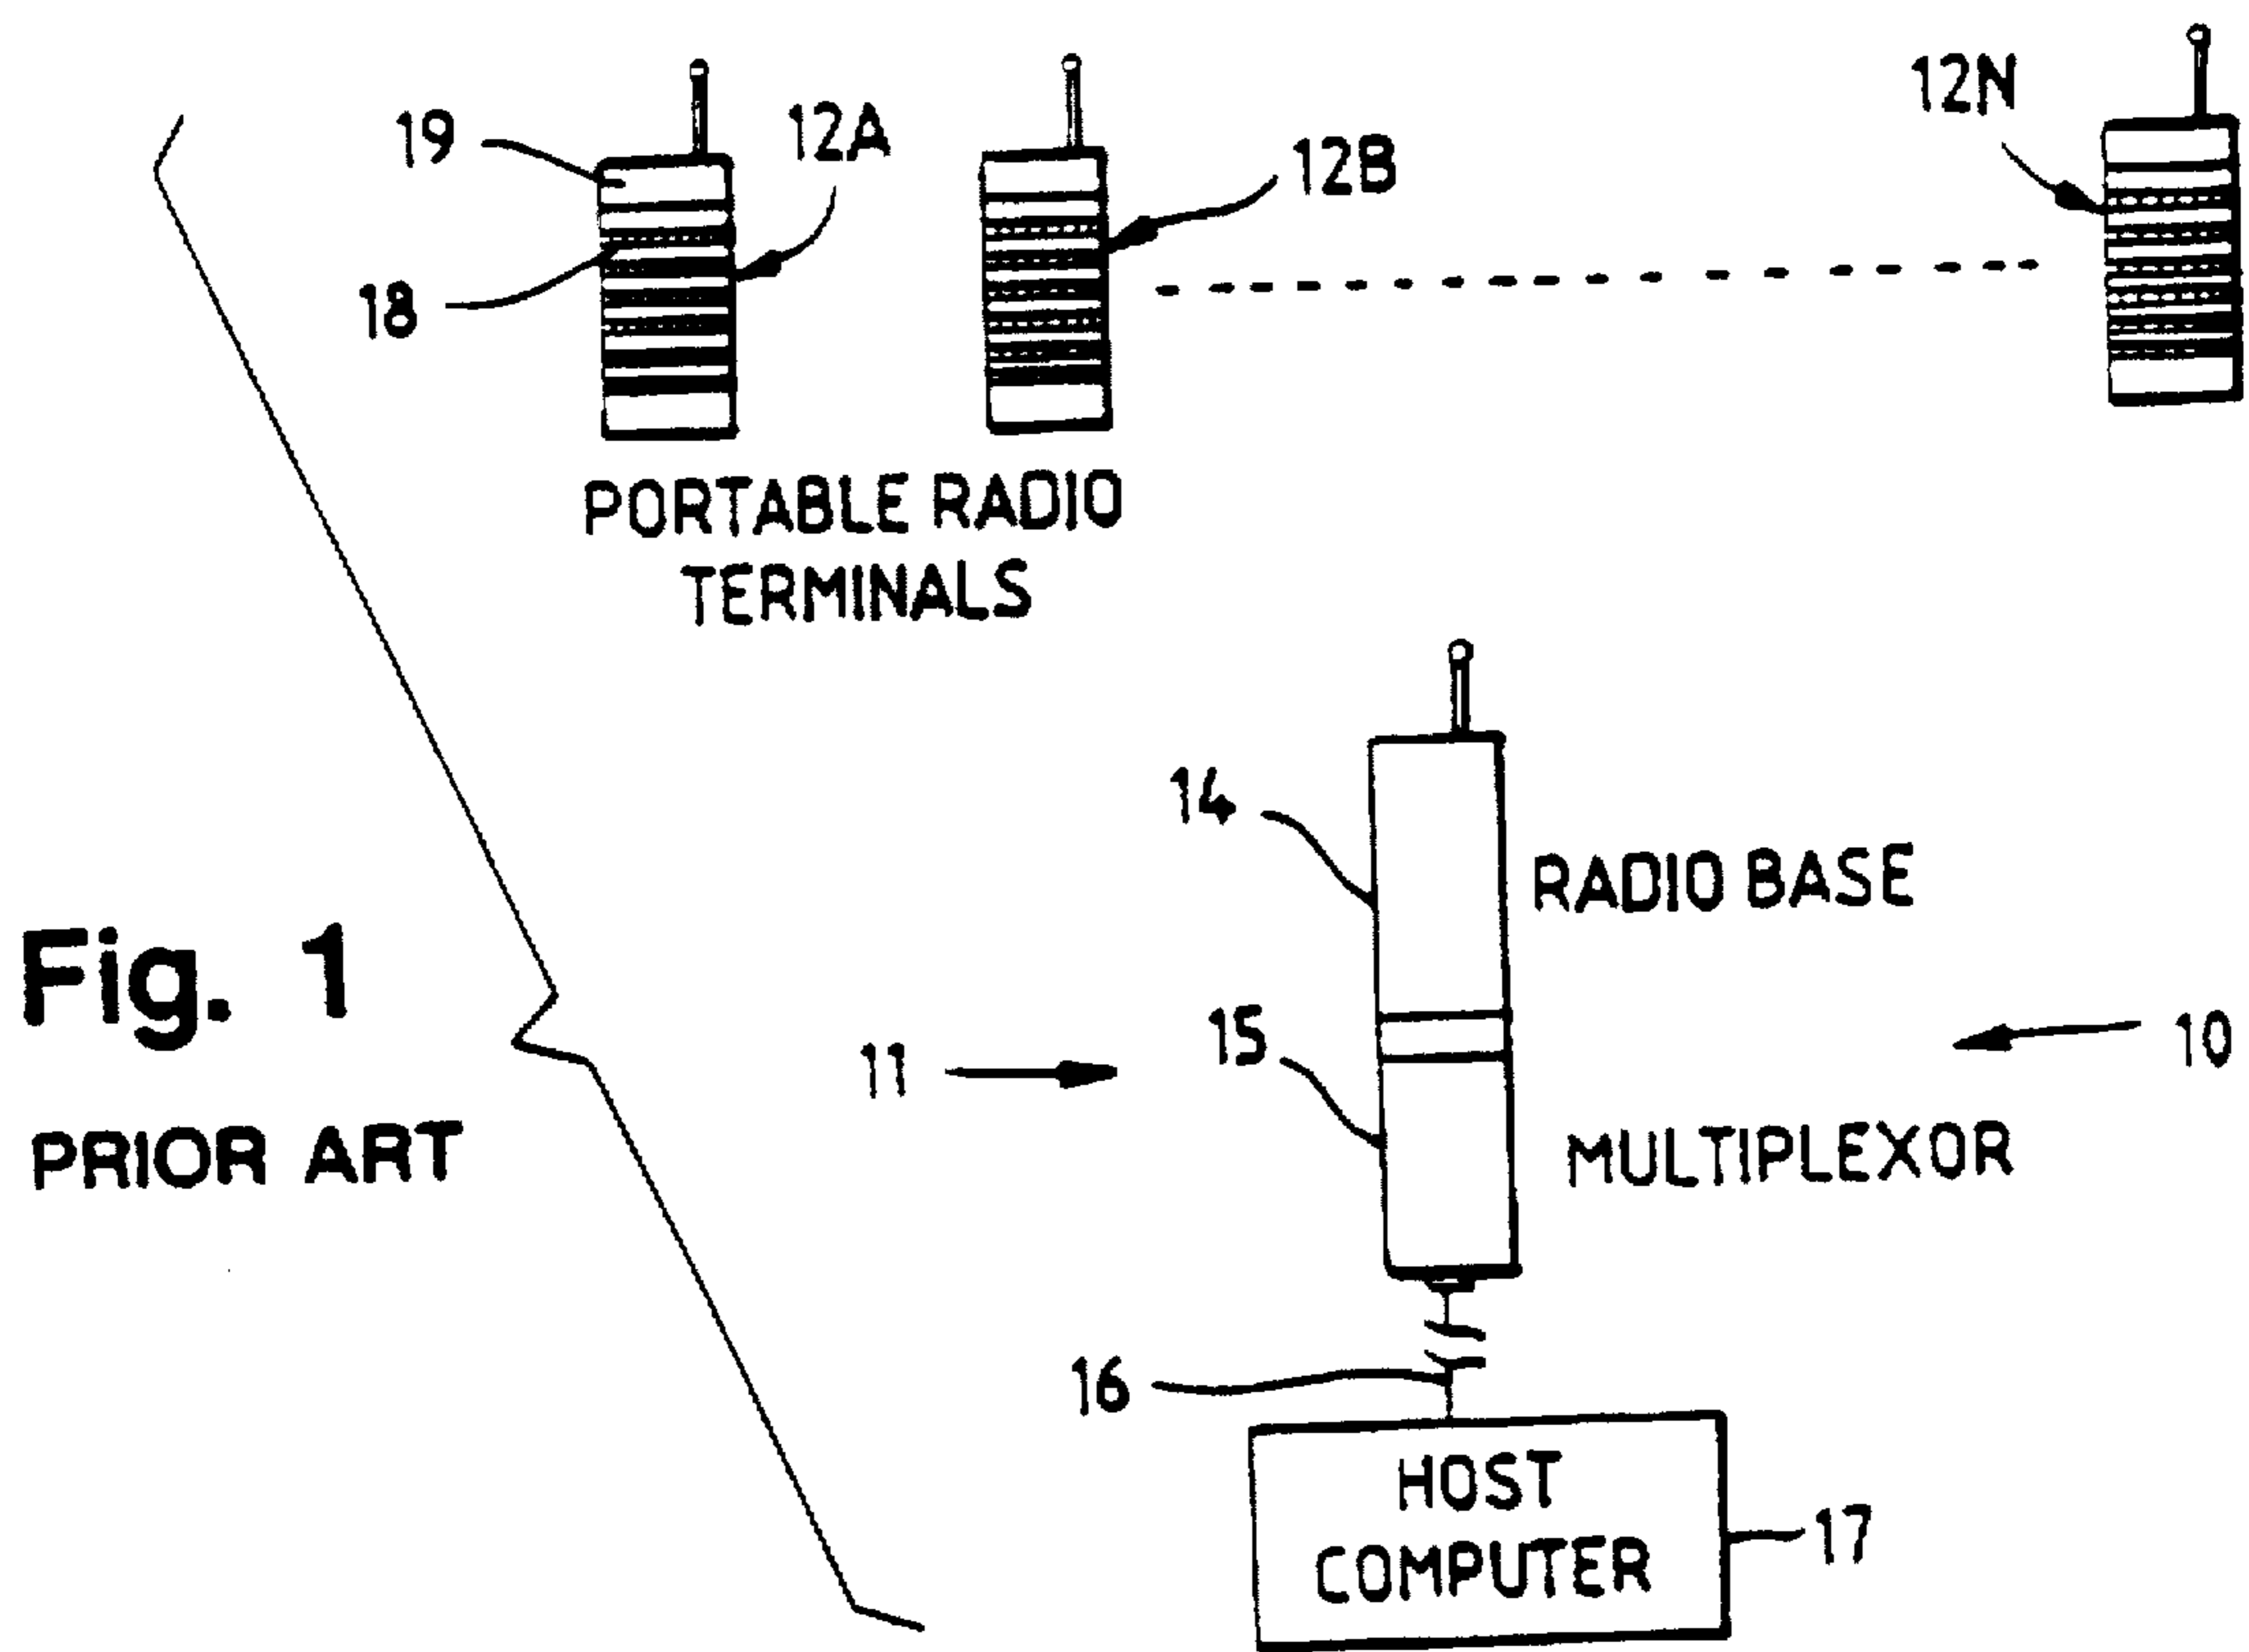 12N
19
12A
12B
18
PORTABLE RADIO
TERMINALS
14
RADIO BASE
Fig. 1
15
11
10
PRIOR ART
MULTIPLEXOR
16
HOST
COMPUTER
17